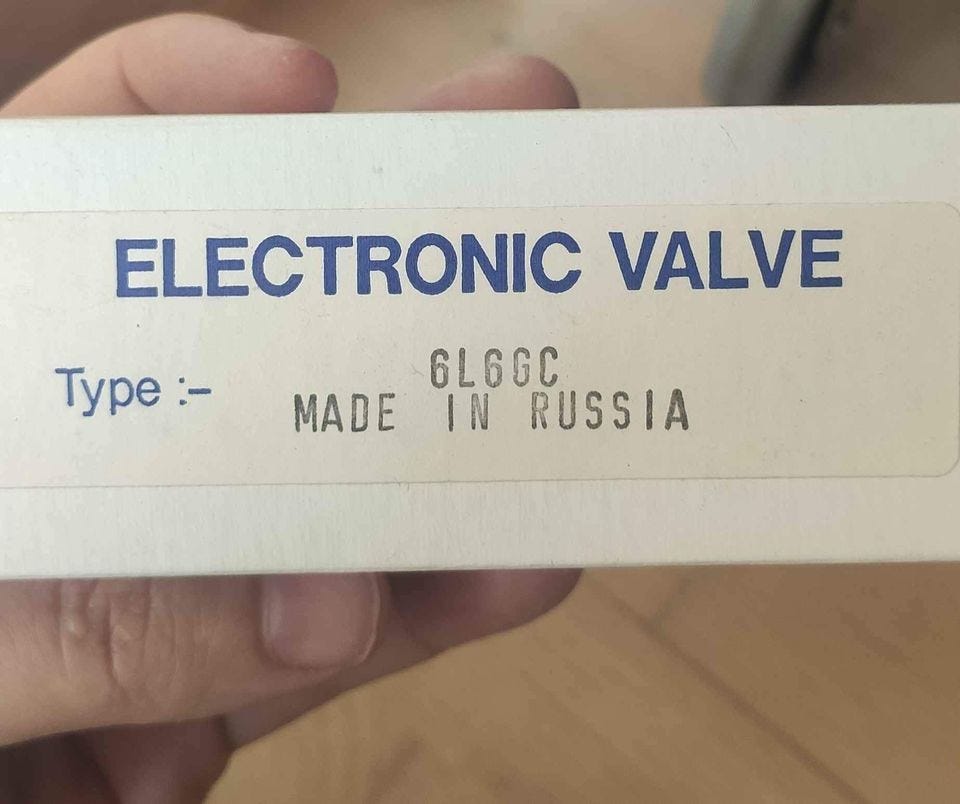 ELECTRONIC VALVE
Type :- 6L6GC
MADE IN RUSSIA